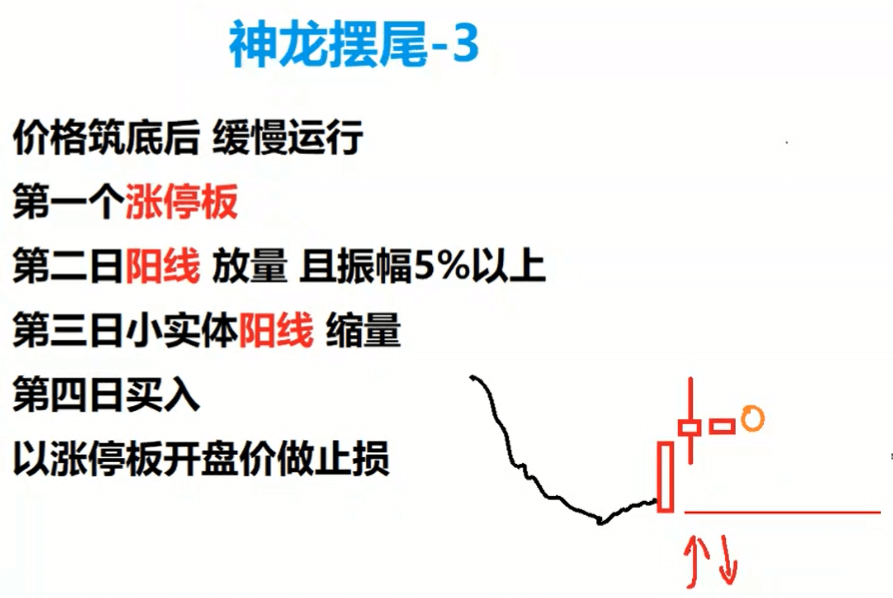 神龙摆尾-3
价格筑底后 缓慢运行
第一个涨停板
第二日阳线 放量 且振幅5%以上
第三日小实体阳线 缩量
第四日买入
以涨停板开盘价做止损